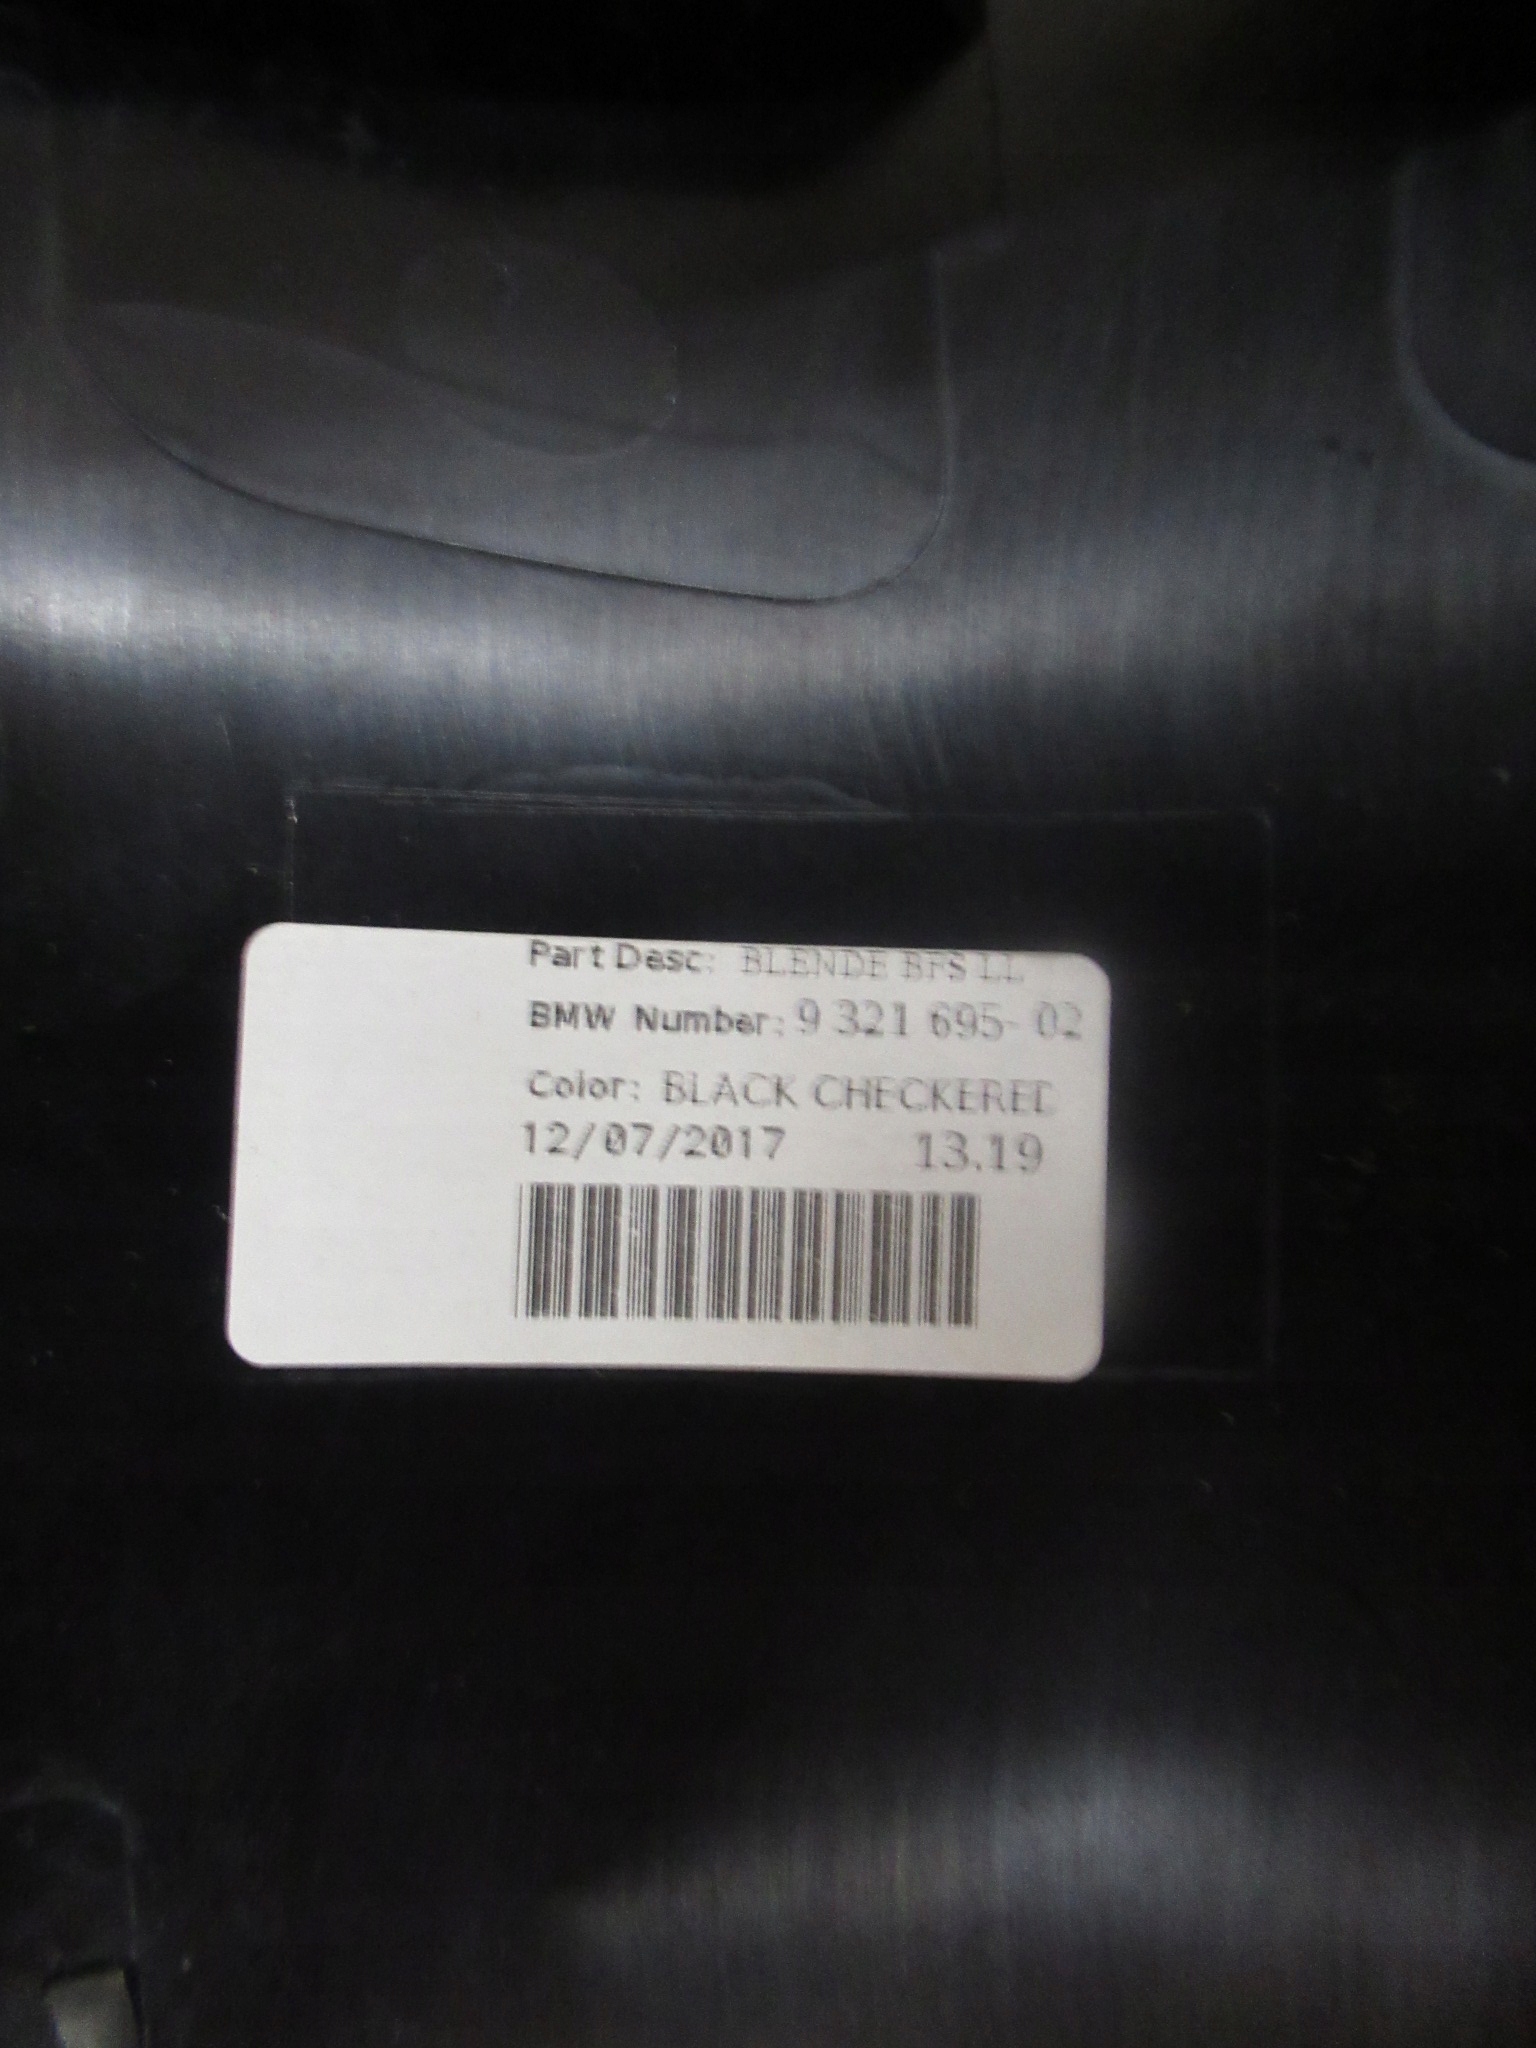 Part Desc: BLENDE BFS LL
BMW Number: 9 321 695- 02
Color: BLACK CHECKERED
12/07/2017 13.19